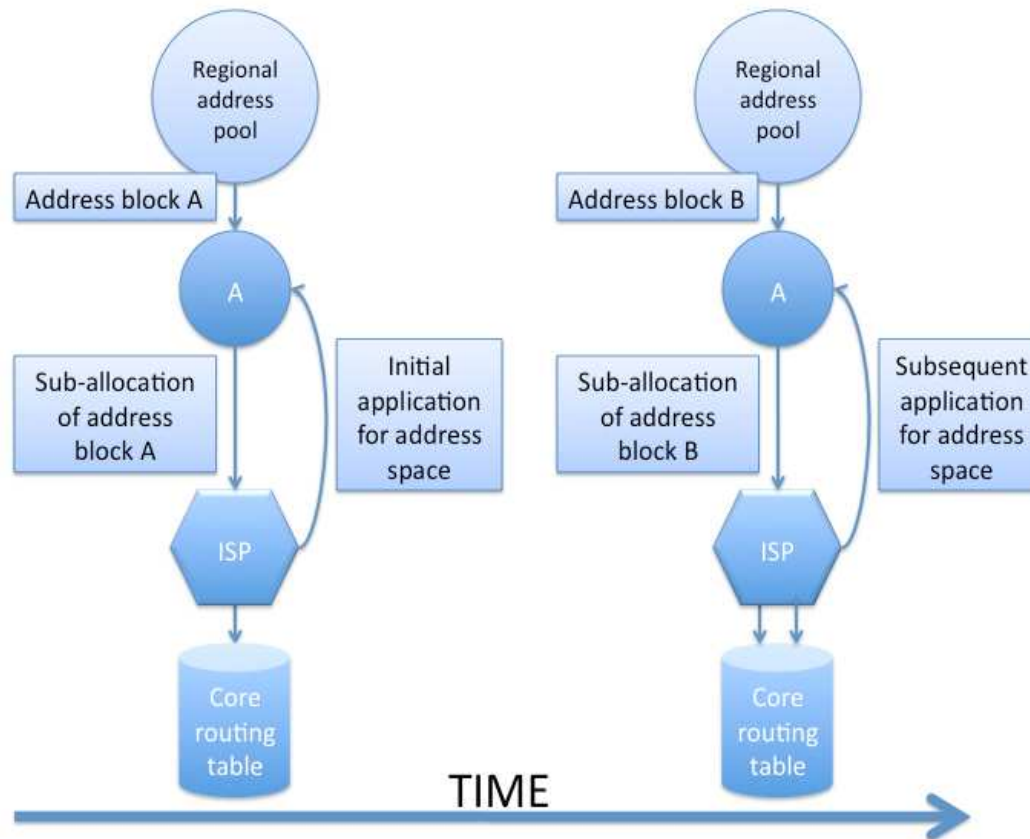 Regional
address
pool
Address block A
A
Sub-allocation
of address
block A
Initial
application
for address
space
ISP
Core
routing
table
Regional
address
pool
Address block B
A
Sub-allocation
of address
block B
Subsequent
application
for address
space
ISP
Core
routing
table
TIME